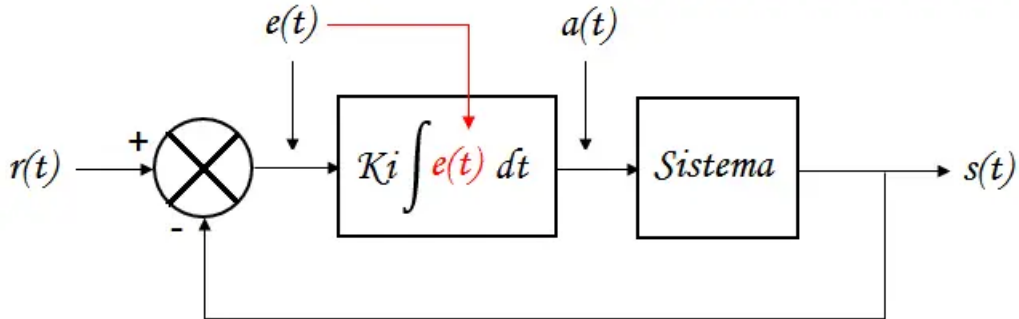 e(t) a(t)
+
r(t) Ki ∫ e(t) dt Sistema s(t)
-